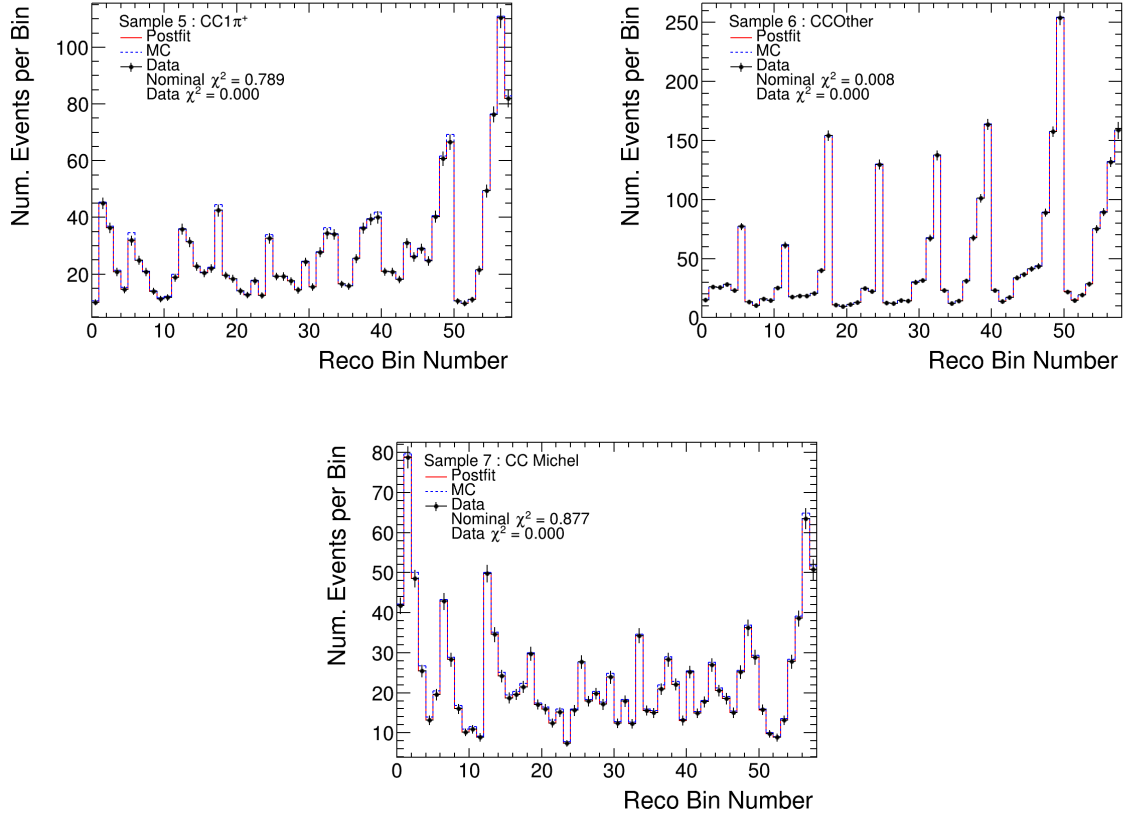 Sample 5 : CC1π⁺
Postfit
MC
Data
Nominal χ² = 0.789
Data χ² = 0.000
Num. Events per Bin
100
80
60
40
20
0 10 20 30 40 50
Reco Bin Number
Sample 6 : CCOther
Postfit
MC
Data
Nominal χ² = 0.008
Data χ² = 0.000
Num. Events per Bin
250
200
150
100
50
0
0 10 20 30 40 50
Reco Bin Number
Sample 7 : CC Michel
Postfit
MC
Data
Nominal χ² = 0.877
Data χ² = 0.000
Num. Events per Bin
80
70
60
50
40
30
20
10
0 10 20 30 40 50
Reco Bin Number